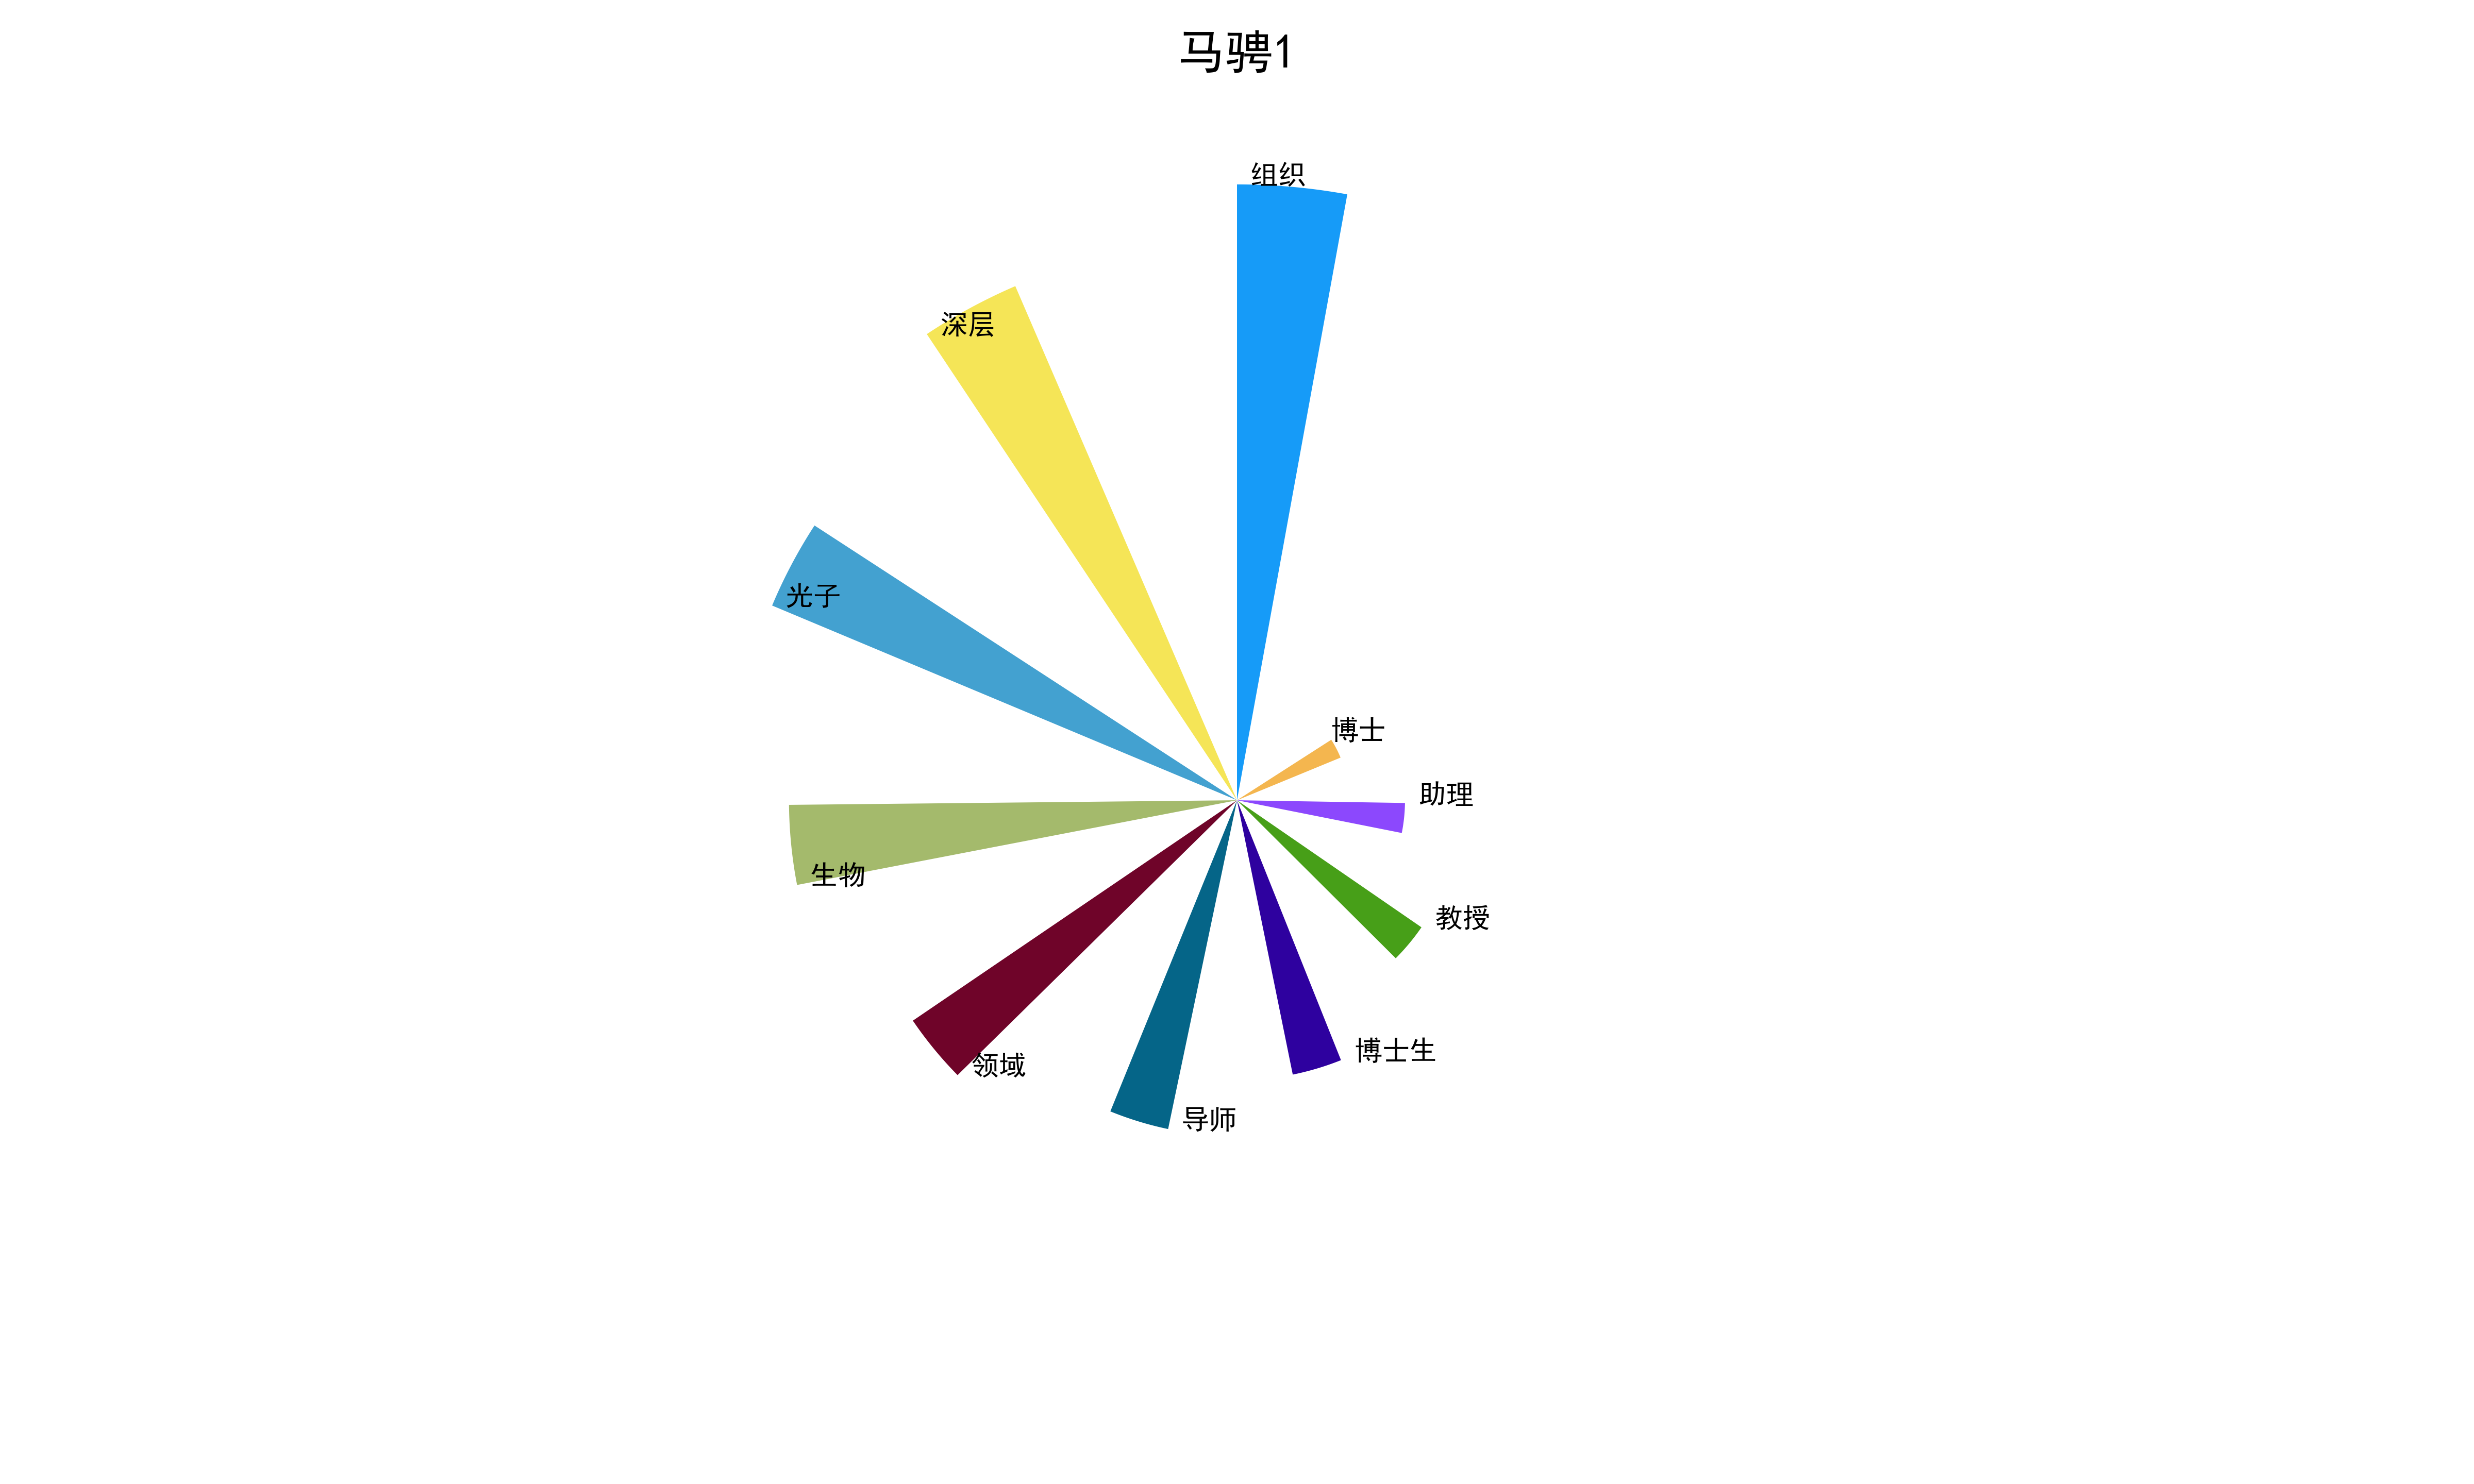 马骋1
组织
深层
光子
博士
助理
生物
教授
博士生
领域
导师